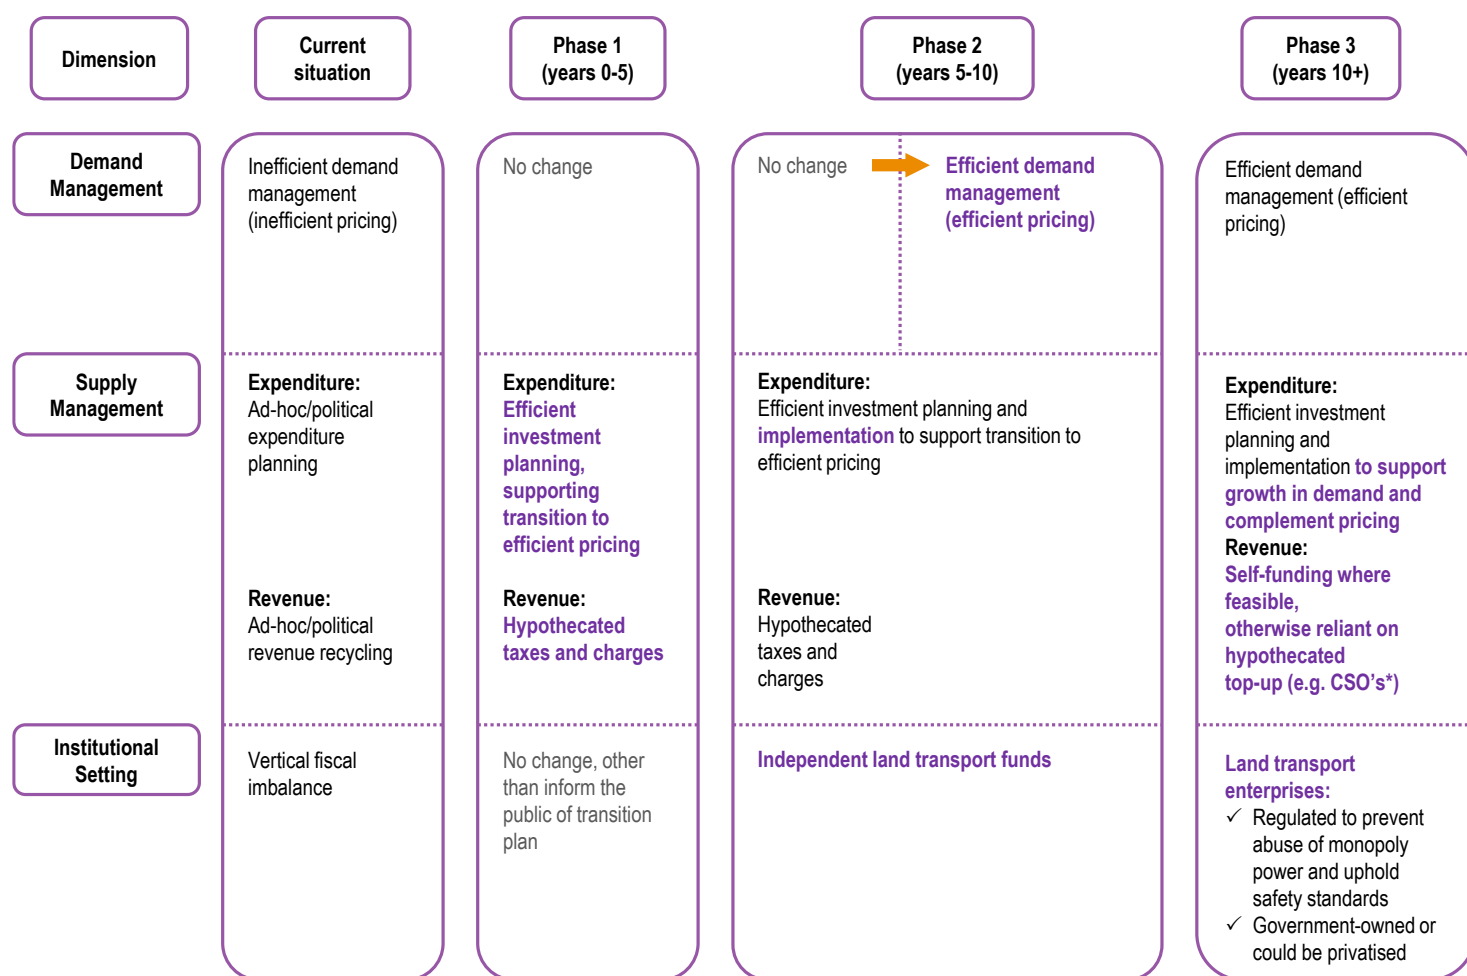 Dimension
Current
situation
Phase 1
(years 0-5)
Phase 2
(years 5-10)
Phase 3
(years 10+)
Demand
Management
Inefficient demand
management
(inefficient pricing)
No change
No change
Efficient demand
management
(efficient pricing)
Efficient demand
management (efficient
pricing)
Supply
Management
Expenditure:
Ad-hoc/political
expenditure
planning
Revenue:
Ad-hoc/political
revenue recycling
Expenditure:
Efficient
investment
planning,
supporting
transition to
efficient pricing
Revenue:
Hypothecated
taxes and charges
Expenditure:
Efficient investment planning and
implementation to support transition to
efficient pricing
Revenue:
Hypothecated
taxes and
charges
Expenditure:
Efficient investment
planning and
implementation to support
growth in demand and
complement pricing
Revenue:
Self-funding where
feasible,
otherwise reliant on
hypothecated
top-up (e.g. CSO's*)
Institutional
Setting
Vertical fiscal
imbalance
No change, other
than inform the
public of transition
plan
Independent land transport funds
Land transport
enterprises:
✓ Regulated to prevent
abuse of monopoly
power and uphold
safety standards
✓ Government-owned or
could be privatised